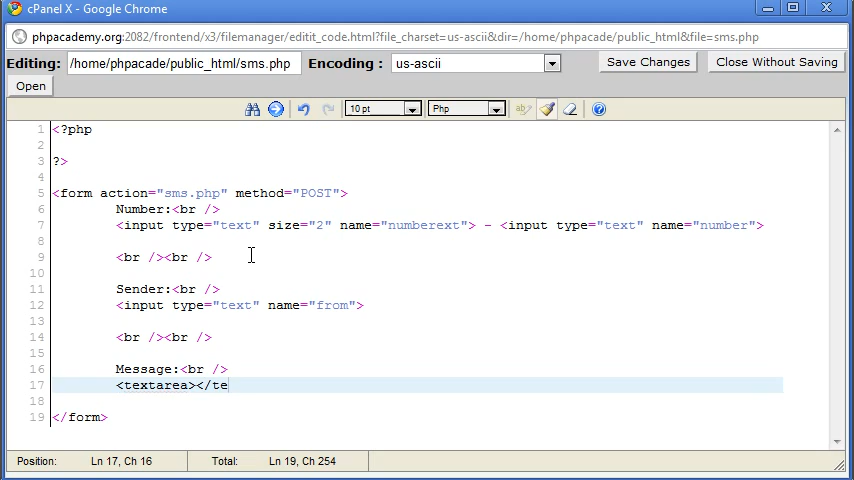 cPanel X - Google Chrome
phpacademy.org:2082/frontend/x3/filemanager/editit_code.html?file_charset=us-ascii&dir=/home/phpacade/public_html&file=sms.php
Editing: /home/phpacade/public_html/sms.php Encoding : us-ascii Save Changes Close Without Saving
Open
10 pt Php
1 <?php
2
3 ?>
4
5 <form action="sms.php" method="POST">
6 Number:<br />
7 <input type="text" size="2" name="numberext"> - <input type="text" name="number">
8
9 <br /><br />
10
11 Sender:<br />
12 <input type="text" name="from">
13
14 <br /><br />
15
16 Message:<br />
17 <textarea></te
18
19 </form>
Position: Ln 17, Ch 16 Total: Ln 19, Ch 254